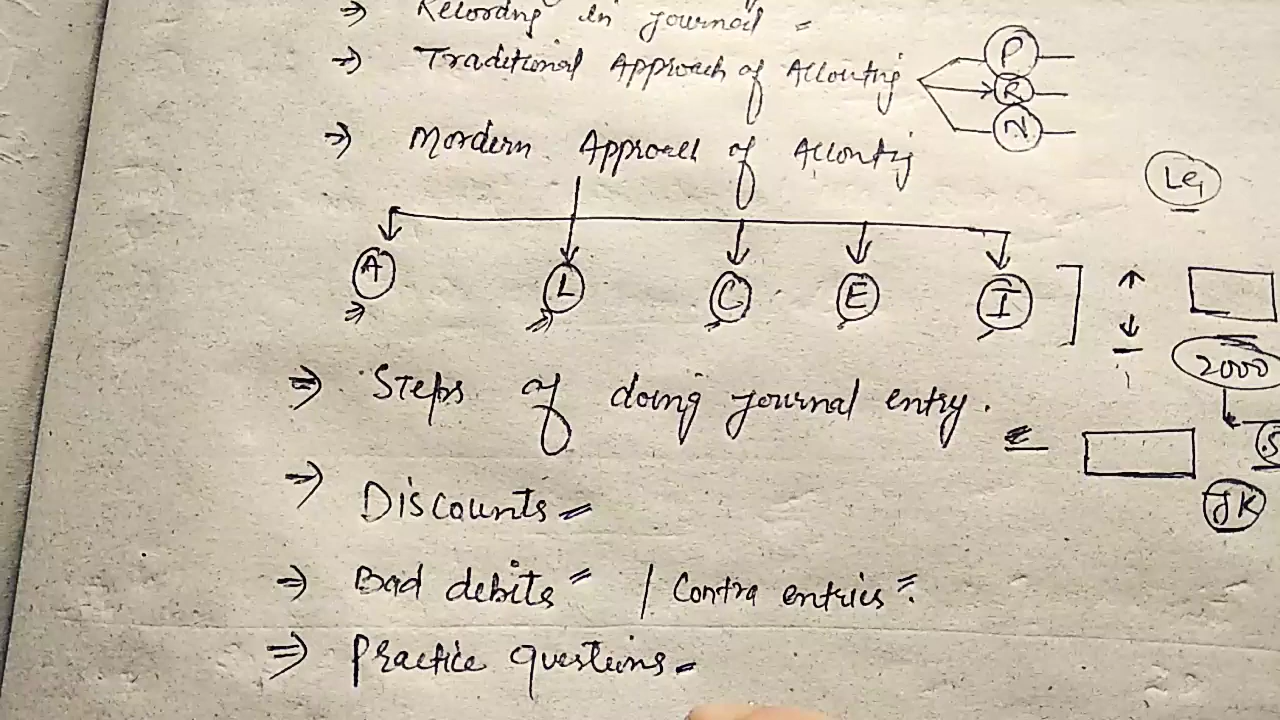 ⇒ Recording in journal =
⇒ Traditional Approach of Accounting
P
R
N
⇒ Mordern Approach of Accounting
A L C E I
2000
⇒ Steps of doing journal entry.
JK
⇒ Discounts =
⇒ Bad debits = / Contra entries =
⇒ Practice questions =